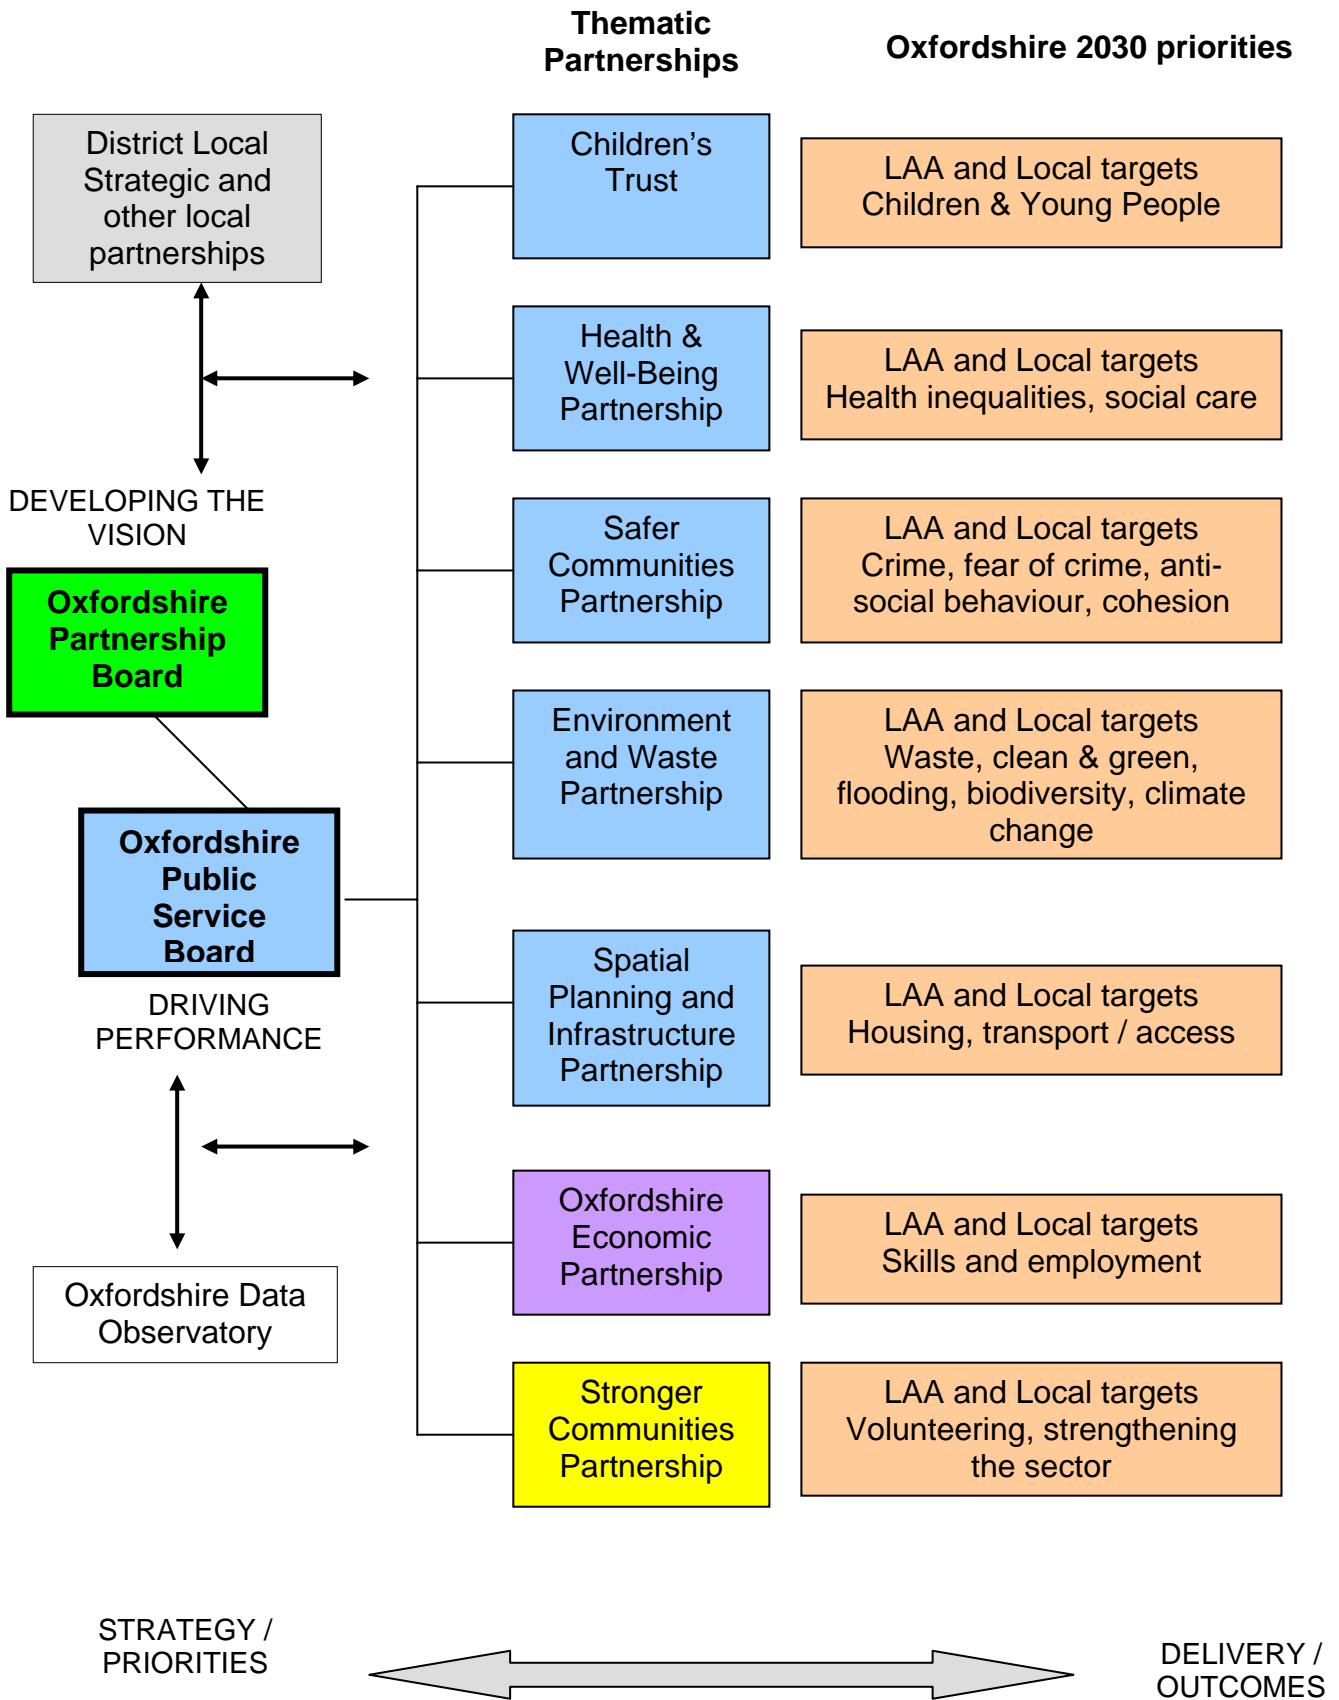 Thematic
Partnerships
Oxfordshire 2030 priorities
District Local
Strategic and
other local
partnerships
DEVELOPING THE
VISION
Oxfordshire
Partnership
Board
Oxfordshire
Public
Service
Board
DRIVING
PERFORMANCE
Oxfordshire Data
Observatory
Children’s
Trust
LAA and Local targets
Children & Young People
Health &
Well-Being
Partnership
LAA and Local targets
Health inequalities, social care
Safer
Communities
Partnership
LAA and Local targets
Crime, fear of crime, anti-
social behaviour, cohesion
Environment
and Waste
Partnership
LAA and Local targets
Waste, clean & green,
flooding, biodiversity, climate
change
Spatial
Planning and
Infrastructure
Partnership
LAA and Local targets
Housing, transport / access
Oxfordshire
Economic
Partnership
LAA and Local targets
Skills and employment
Stronger
Communities
Partnership
LAA and Local targets
Volunteering, strengthening
the sector
STRATEGY /
PRIORITIES
DELIVERY /
OUTCOMES